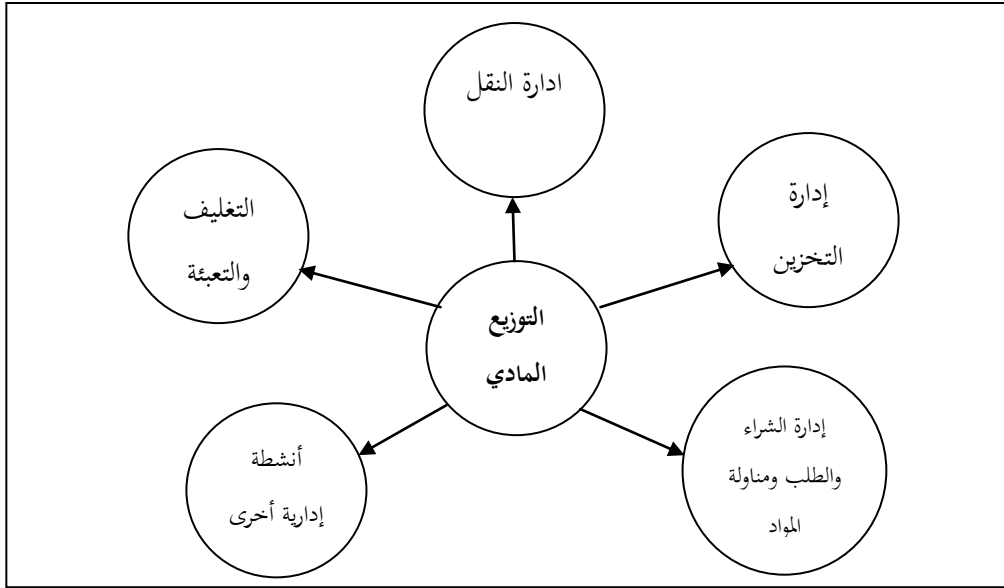 ادارة النقل
إدارة
التخزين
التغليف
والتعبئة
التوزيع
المادي
إدارة الشراء
والطلب ومناولة
المواد
أنشطة
إدارية أخرى